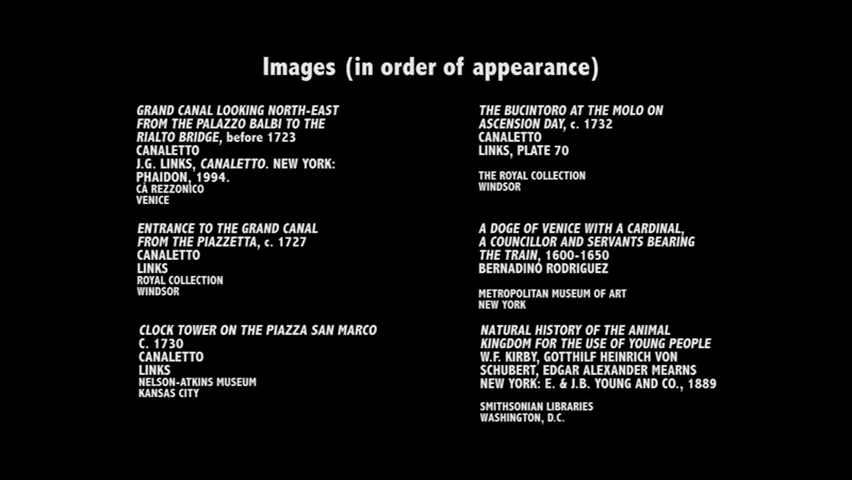 Images (in order of appearance)
GRAND CANAL LOOKING NORTH-EAST
FROM THE PALAZZO BALBI TO THE
RIALTO BRIDGE, before 1723
CANALETTO
J.G. LINKS, CANALETTO. NEW YORK:
PHAIDON, 1994.
CÀ REZZONICO
VENICE
ENTRANCE TO THE GRAND CANAL
FROM THE PIAZZETTA, c. 1727
CANALETTO
LINKS
ROYAL COLLECTION
WINDSOR
CLOCK TOWER ON THE PIAZZA SAN MARCO
C. 1730
CANALETTO
LINKS
NELSON-ATKINS MUSEUM
KANSAS CITY
THE BUCINTORO AT THE MOLO ON
ASCENSION DAY, c. 1732
CANALETTO
LINKS, PLATE 70
THE ROYAL COLLECTION
WINDSOR
A DOGE OF VENICE WITH A CARDINAL,
A COUNCILLOR AND SERVANTS BEARING
THE TRAIN, 1600-1650
BERNADINO RODRIGUEZ
METROPOLITAN MUSEUM OF ART
NEW YORK
NATURAL HISTORY OF THE ANIMAL
KINGDOM FOR THE USE OF YOUNG PEOPLE
W.F. KIRBY, GOTTHILF HEINRICH VON
SCHUBERT, EDGAR ALEXANDER MEARNS
NEW YORK: E. & J.B. YOUNG AND CO., 1889
SMITHSONIAN LIBRARIES
WASHINGTON, D.C.